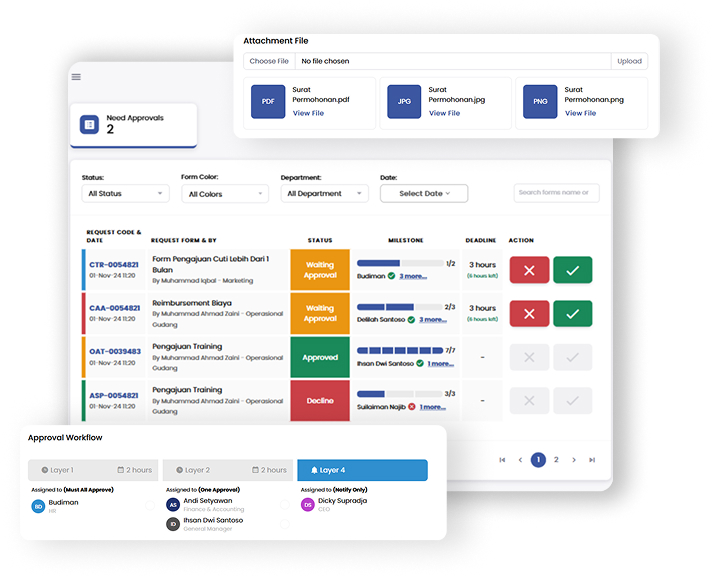 Attachment File
Choose File No file chosen Upload
PDF
Surat
Permohonan.pdf
View File
JPG
Surat
Permohonan.jpg
View File
PNG
Surat
Permohonan.png
View File
Need Approvals
2
Status: Form Color: Department: Date:
All Status All Colors All Department Select Date Search forms name or
REQUEST CODE &
DATE
REQUEST FORM & BY STATUS MILESTONE DEADLINE ACTION
CTR-0054821
01-Nov-24 11:20
Form Pengajuan Cuti Lebih Dari 1
Bulan
By Muhammad Iqbal - Marketing
Waiting
Approval
1/2
Budiman 3 more...
3 hours
(6 hours left)
CAA-0054821
01-Nov-24 11:20
Reimbursement Biaya
By Muhammad Ahmad Zaini - Operasional
Gudang
Waiting
Approval
2/3
Delilah Santoso 3 more...
3 hours
(6 hours left)
OAT-0039483
01-Nov-24 11:20
Pengajuan Training
By Muhammad Ahmad Zaini - Operasional
Gudang
Approved
7/7
Ihsan Dwi Santoso 1 more...
-
ASP-0054821
01-Nov-24 11:20
Pengajuan Training
By Muhammad Ahmad Zaini - Operasional
Gudang
Decline
3/3
Sulaiman Najib 1 more...
-
1 2
Approval Workflow
Layer 1 2 hours
Layer 2 2 hours
Layer 4
Assigned to (Must All Approve)
BD Budiman
HR
Assigned to (One Approval)
AS Andi Setyawan
Finance & Accounting
ID Ihsan Dwi Santoso
General Manager
Assigned to (Notify Only)
DS Dicky Supradja
CEO